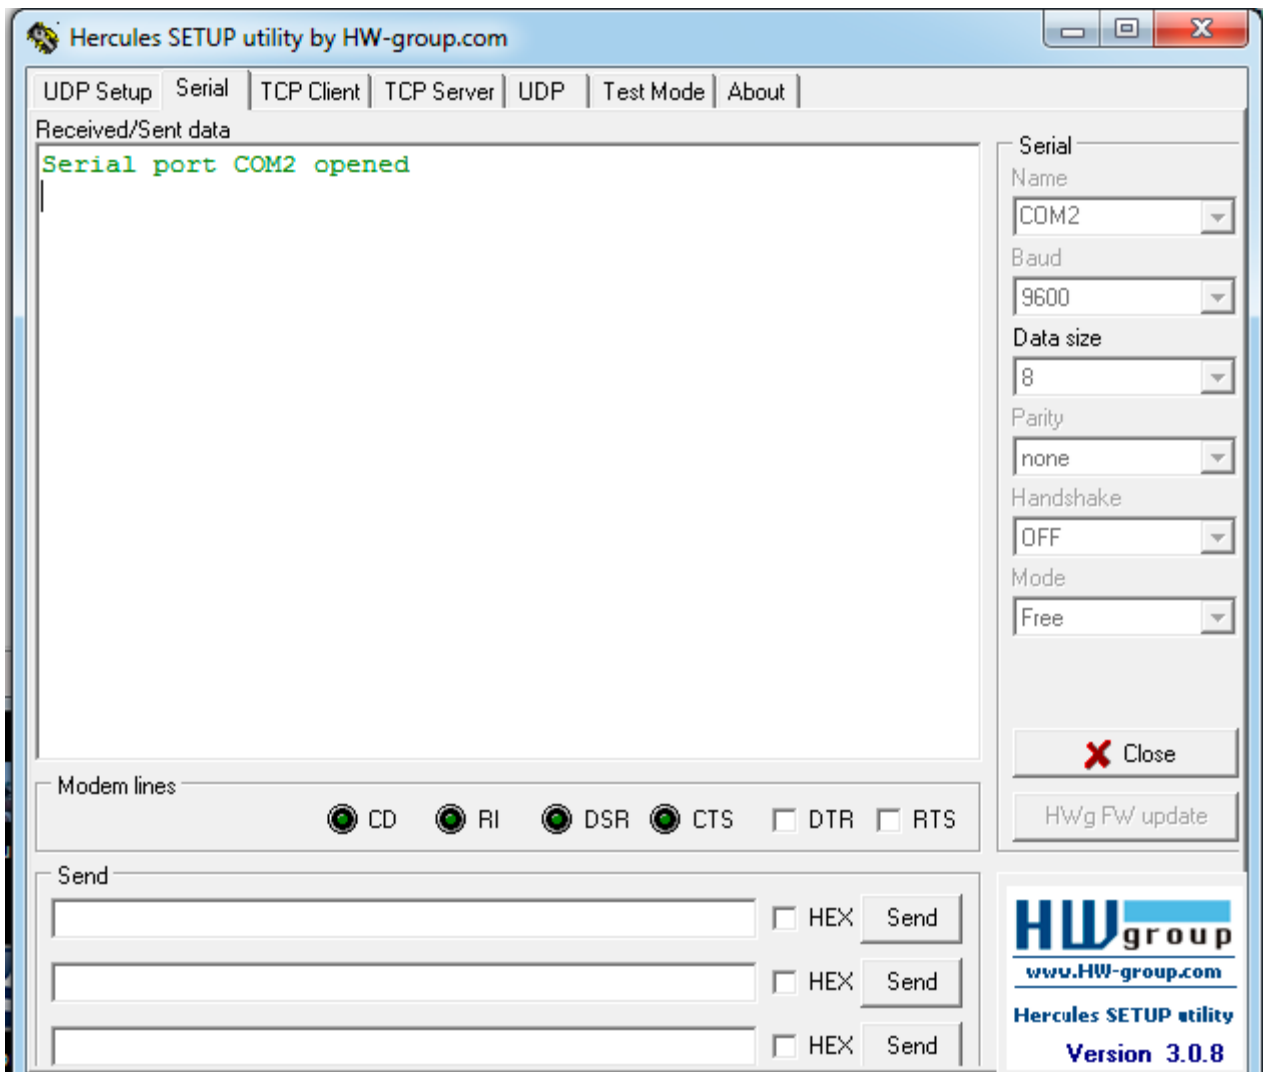 Hercules SETUP utility by HW-group.com
UDP Setup Serial TCP Client TCP Server UDP Test Mode About
Received/Sent data
Serial port COM2 opened
Serial
Name
COM2
Baud
9600
Data size
8
Parity
none
Handshake
OFF
Mode
Free
Close
HWg FW update
Modem lines
CD RI DSR CTS DTR RTS
Send
HEX Send
HEX Send
HEX Send
HW group
www.HW-group.com
Hercules SETUP utility
Version 3.0.8